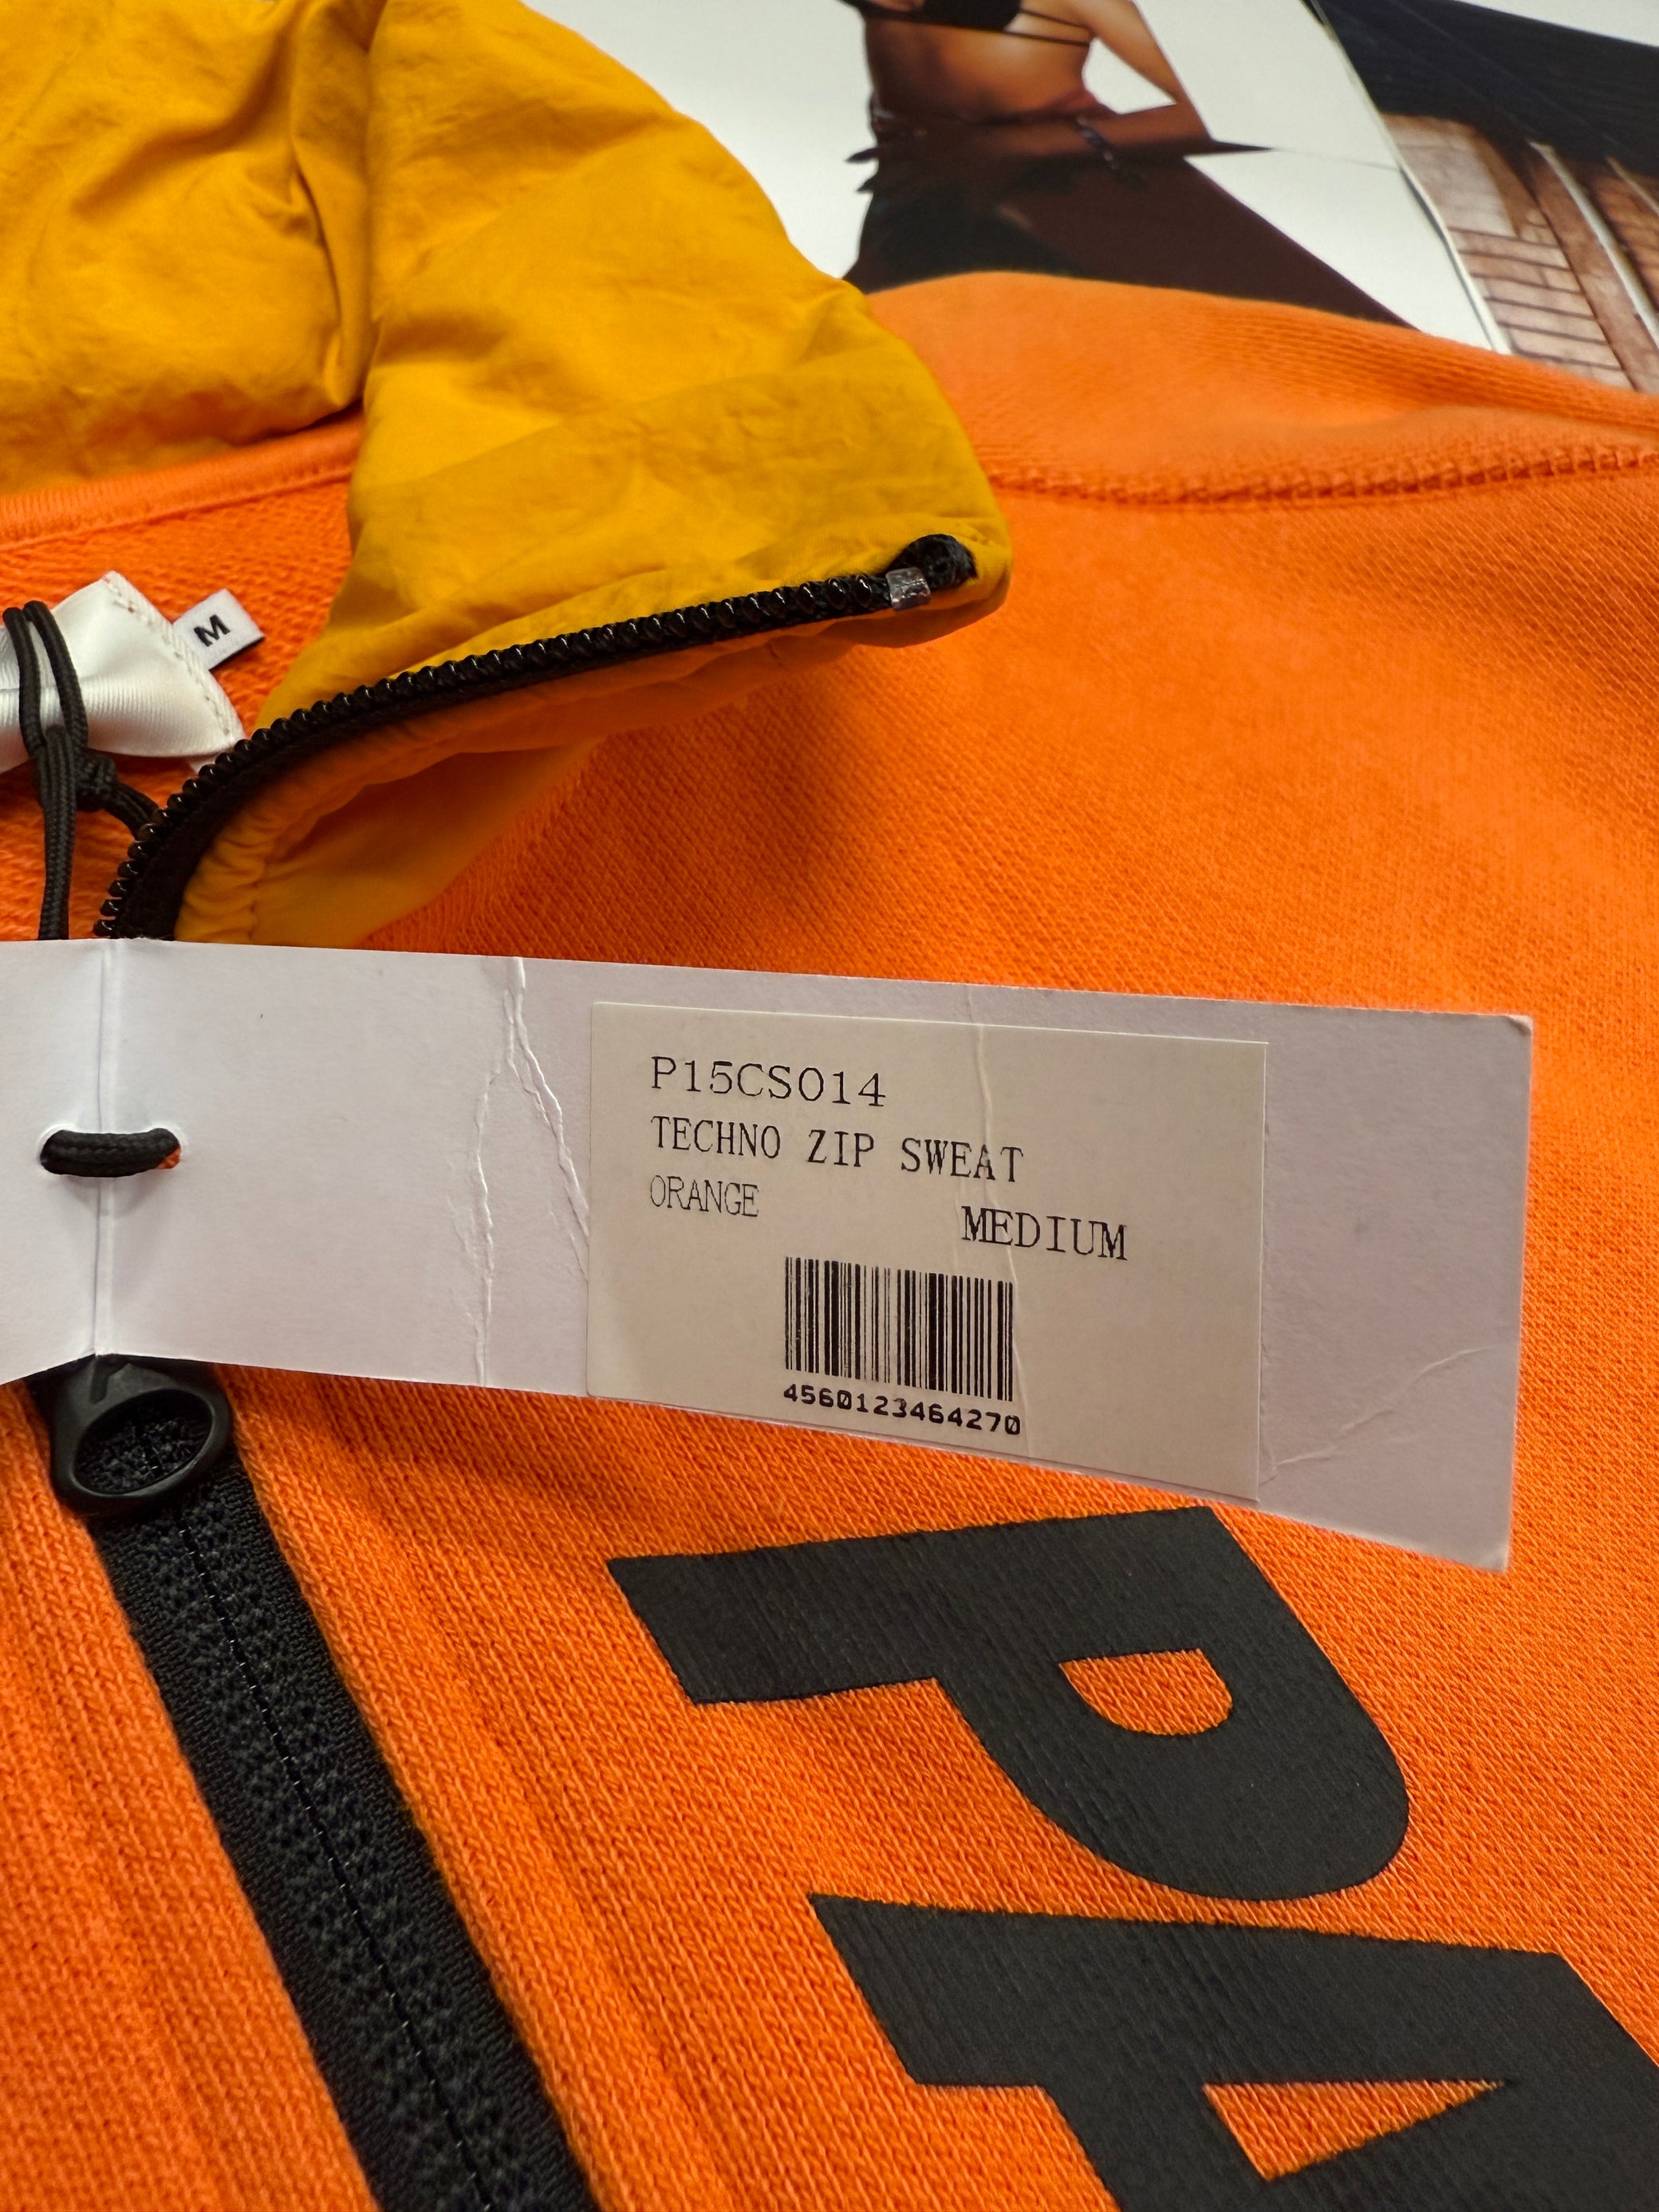 M
P15CS014
TECHNO ZIP SWEAT
ORANGE
MEDIUM
4560123464270
PA